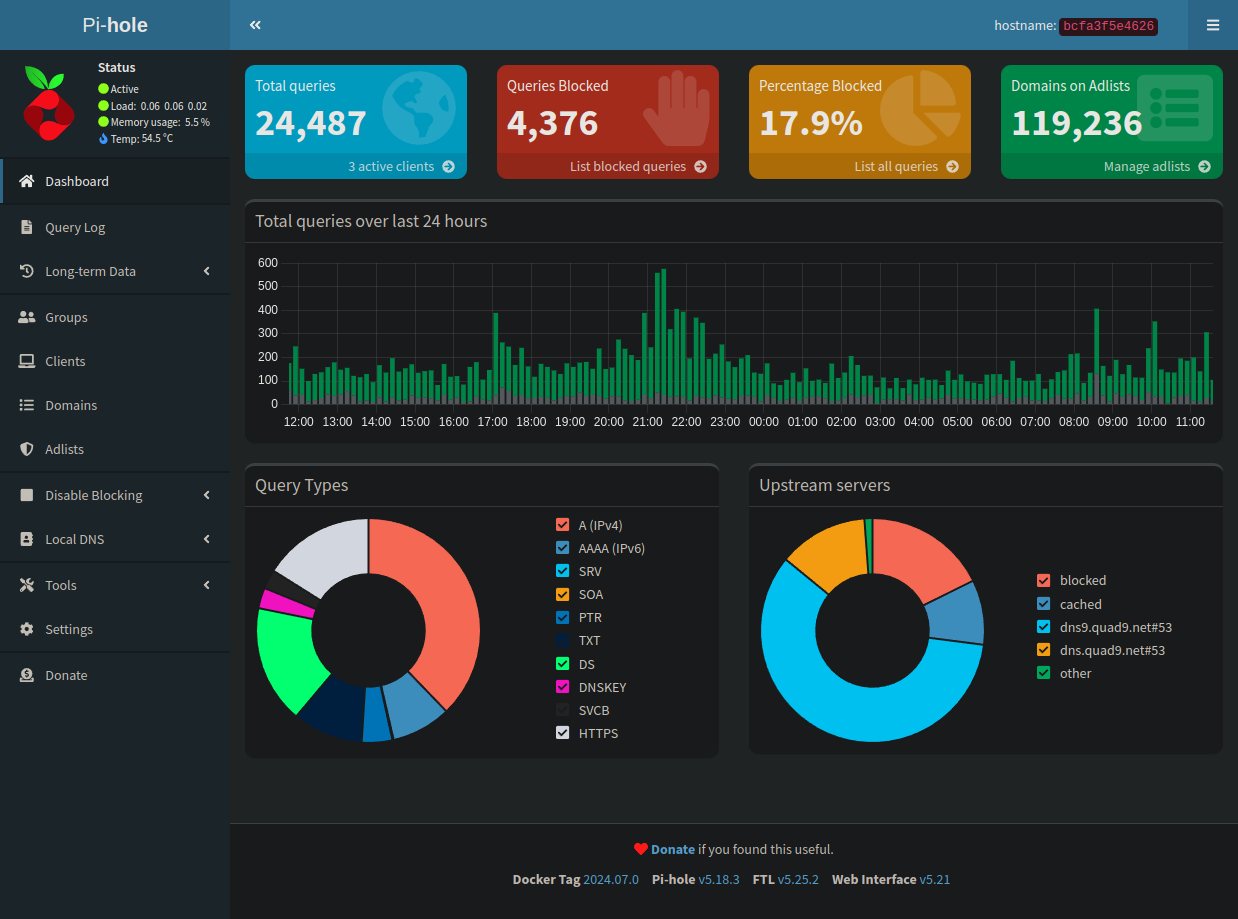 Pi-hole
hostname: bcfa3f5e4626
Status
Active
Load: 0.06 0.06 0.02
Memory usage: 5.5 %
Temp: 54.5 °C
Dashboard
Query Log
Long-term Data
Groups
Clients
Domains
Adlists
Disable Blocking
Local DNS
Tools
Settings
Donate
Total queries
24,487
3 active clients
Queries Blocked
4,376
List blocked queries
Percentage Blocked
17.9%
List all queries
Domains on Adlists
119,236
Manage adlists
Total queries over last 24 hours
600
500
400
300
200
100
0
12:00 13:00 14:00 15:00 16:00 17:00 18:00 19:00 20:00 21:00 22:00 23:00 00:00 01:00 02:00 03:00 04:00 05:00 06:00 07:00 08:00 09:00 10:00 11:00
Query Types
A (IPv4)
AAAA (IPv6)
SRV
SOA
PTR
TXT
DS
DNSKEY
SVCB
HTTPS
Upstream servers
blocked
cached
dns9.quad9.net#53
dns.quad9.net#53
other
Donate if you found this useful.
Docker Tag 2024.07.0 Pi-hole v5.18.3 FTL v5.25.2 Web Interface v5.21